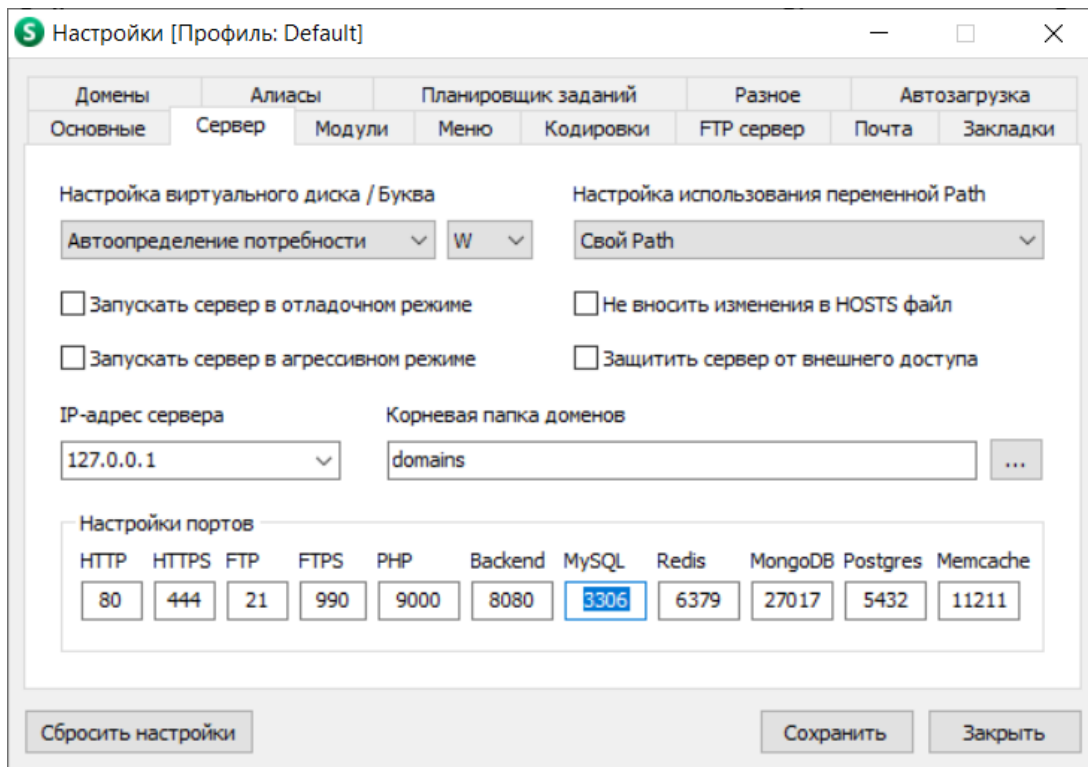 S Настройки [Профиль: Default]
Домены Алиасы Планировщик заданий Разное Автозагрузка
Основные Сервер Модули Меню Кодировки FTP сервер Почта Закладки
Настройка виртуального диска / Буква Настройка использования переменной Path
Автоопределение потребности W Свой Path
Запускать сервер в отладочном режиме Не вносить изменения в HOSTS файл
Запускать сервер в агрессивном режиме Защитить сервер от внешнего доступа
IP-адрес сервера Корневая папка доменов
127.0.0.1 domains ...
Настройки портов
HTTP HTTPS FTP FTPS PHP Backend MySQL Redis MongoDB Postgres Memcache
80 444 21 990 9000 8080 3306 6379 27017 5432 11211
Сбросить настройки Сохранить Закрыть